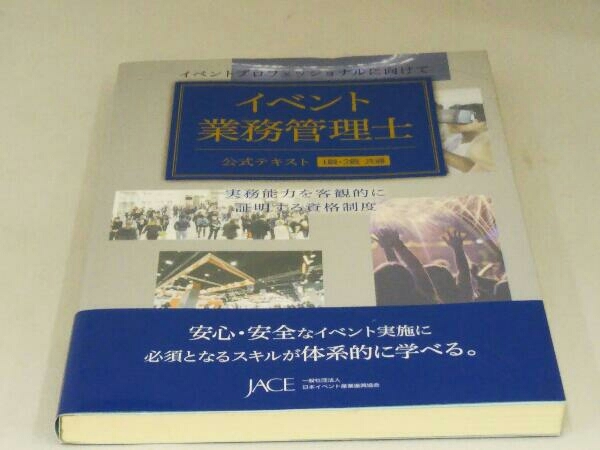 イベントプロフェッショナルに向けて
イベント
業務管理士
公式テキスト 1級・2級 共通
実務能力を客観的に
証明する資格制度
安心・安全なイベント実施に
必須となるスキルが体系的に学べる。
JACE 一般社団法人
日本イベント産業振興協会